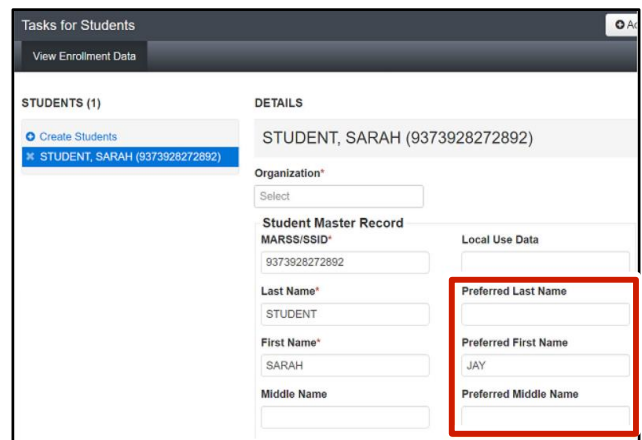 Tasks for Students
View Enrollment Data
STUDENTS (1)
Create Students
STUDENT, SARAH (9373928272892)
DETAILS
STUDENT, SARAH (9373928272892)
Organization*
Select
Student Master Record
MARSS/SSID*
Local Use Data
9373928272892
Last Name*
Preferred Last Name
STUDENT
First Name*
Preferred First Name
SARAH
JAY
Middle Name
Preferred Middle Name